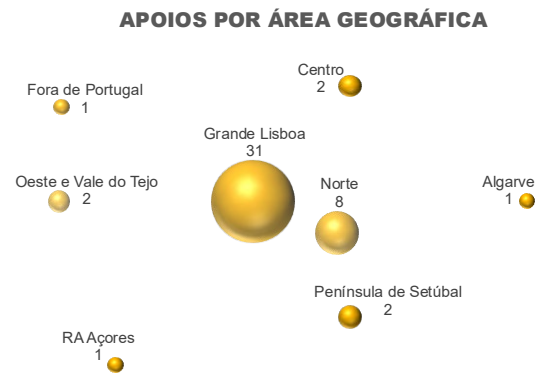 APOIOS POR ÁREA GEOGRÁFICA
Centro
2
Fora de Portugal
1
Grande Lisboa
31
Oeste e Vale do Tejo
2
Norte
8
Algarve
1
Península de Setúbal
2
RA Açores
1